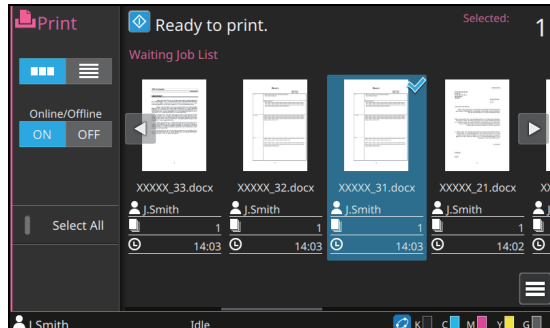 Print
Ready to print.
Selected:
1
Waiting Job List
Online/Offline
ON OFF
Select All
XXXXX_33.docx XXXXX_32.docx XXXXX_31.docx XXXXX_21.docx
J.Smith J.Smith J.Smith J.Smith
1 1 1 1
14:03 14:03 14:03 14:02
J.Smith Idle K C M Y G